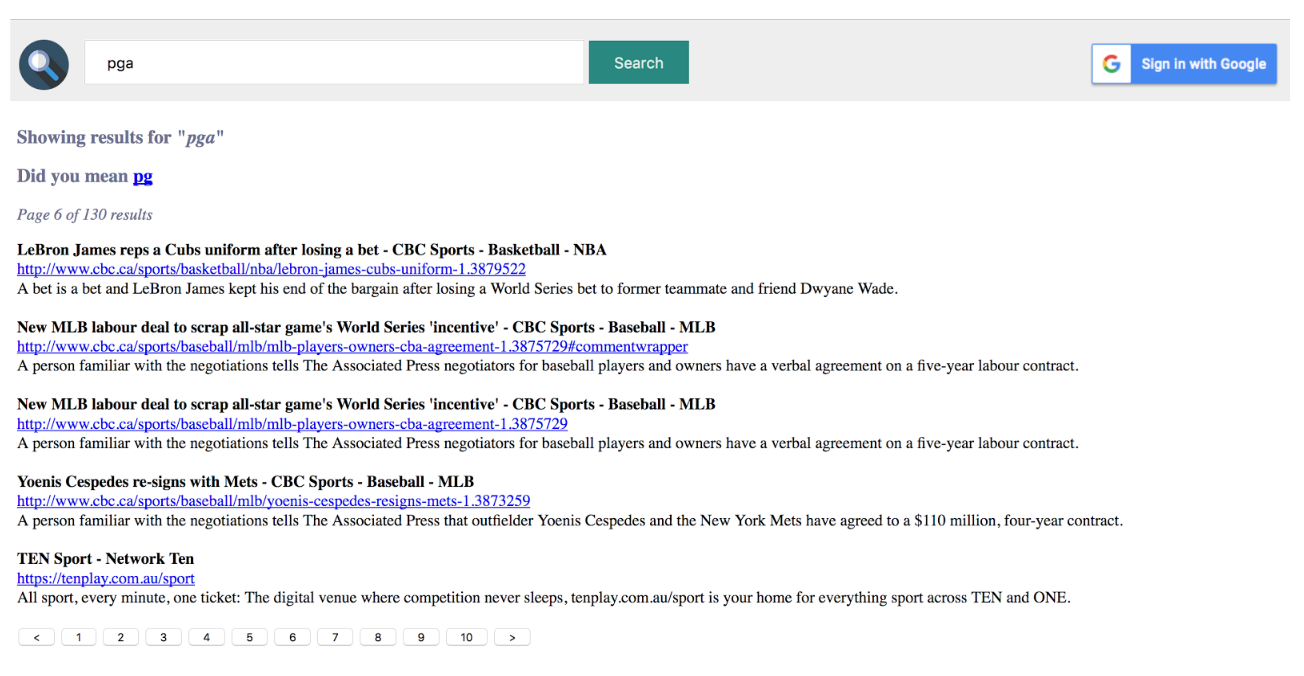 pga
Search
G Sign in with Google
Showing results for "pga"
Did you mean pg
Page 6 of 130 results
LeBron James reps a Cubs uniform after losing a bet - CBC Sports - Basketball - NBA
http://www.cbc.ca/sports/basketball/nba/lebron-james-cubs-uniform-1.3879522
A bet is a bet and LeBron James kept his end of the bargain after losing a World Series bet to former teammate and friend Dwyane Wade.
New MLB labour deal to scrap all-star game's World Series 'incentive' - CBC Sports - Baseball - MLB
http://www.cbc.ca/sports/baseball/mlb/mlb-players-owners-cba-agreement-1.3875729#commentwrapper
A person familiar with the negotiations tells The Associated Press negotiators for baseball players and owners have a verbal agreement on a five-year labour contract.
New MLB labour deal to scrap all-star game's World Series 'incentive' - CBC Sports - Baseball - MLB
http://www.cbc.ca/sports/baseball/mlb/mlb-players-owners-cba-agreement-1.3875729
A person familiar with the negotiations tells The Associated Press negotiators for baseball players and owners have a verbal agreement on a five-year labour contract.
Yoenis Cespedes re-signs with Mets - CBC Sports - Baseball - MLB
http://www.cbc.ca/sports/baseball/mlb/yoenis-cespedes-resigns-mets-1.3873259
A person familiar with the negotiations tells The Associated Press that outfielder Yoenis Cespedes and the New York Mets have agreed to a $110 million, four-year contract.
TEN Sport - Network Ten
https://tenplay.com.au/sport
All sport, every minute, one ticket: The digital venue where competition never sleeps, tenplay.com.au/sport is your home for everything sport across TEN and ONE.
< 1 2 3 4 5 6 7 8 9 10 >